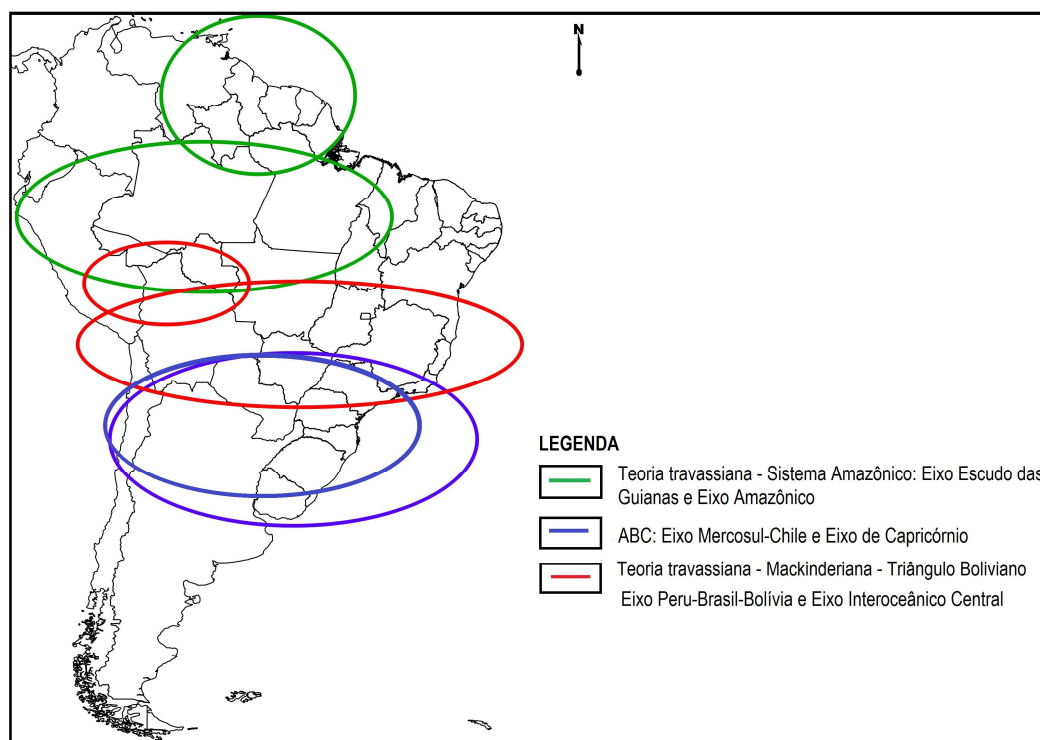 N
LEGENDA
Teoria travassiana - Sistema Amazônico: Eixo Escudo das
Guianas e Eixo Amazônico
ABC: Eixo Mercosul-Chile e Eixo de Capricórnio
Teoria travassiana - Mackinderiana - Triângulo Boliviano
Eixo Peru-Brasil-Bolívia e Eixo Interoceânico Central